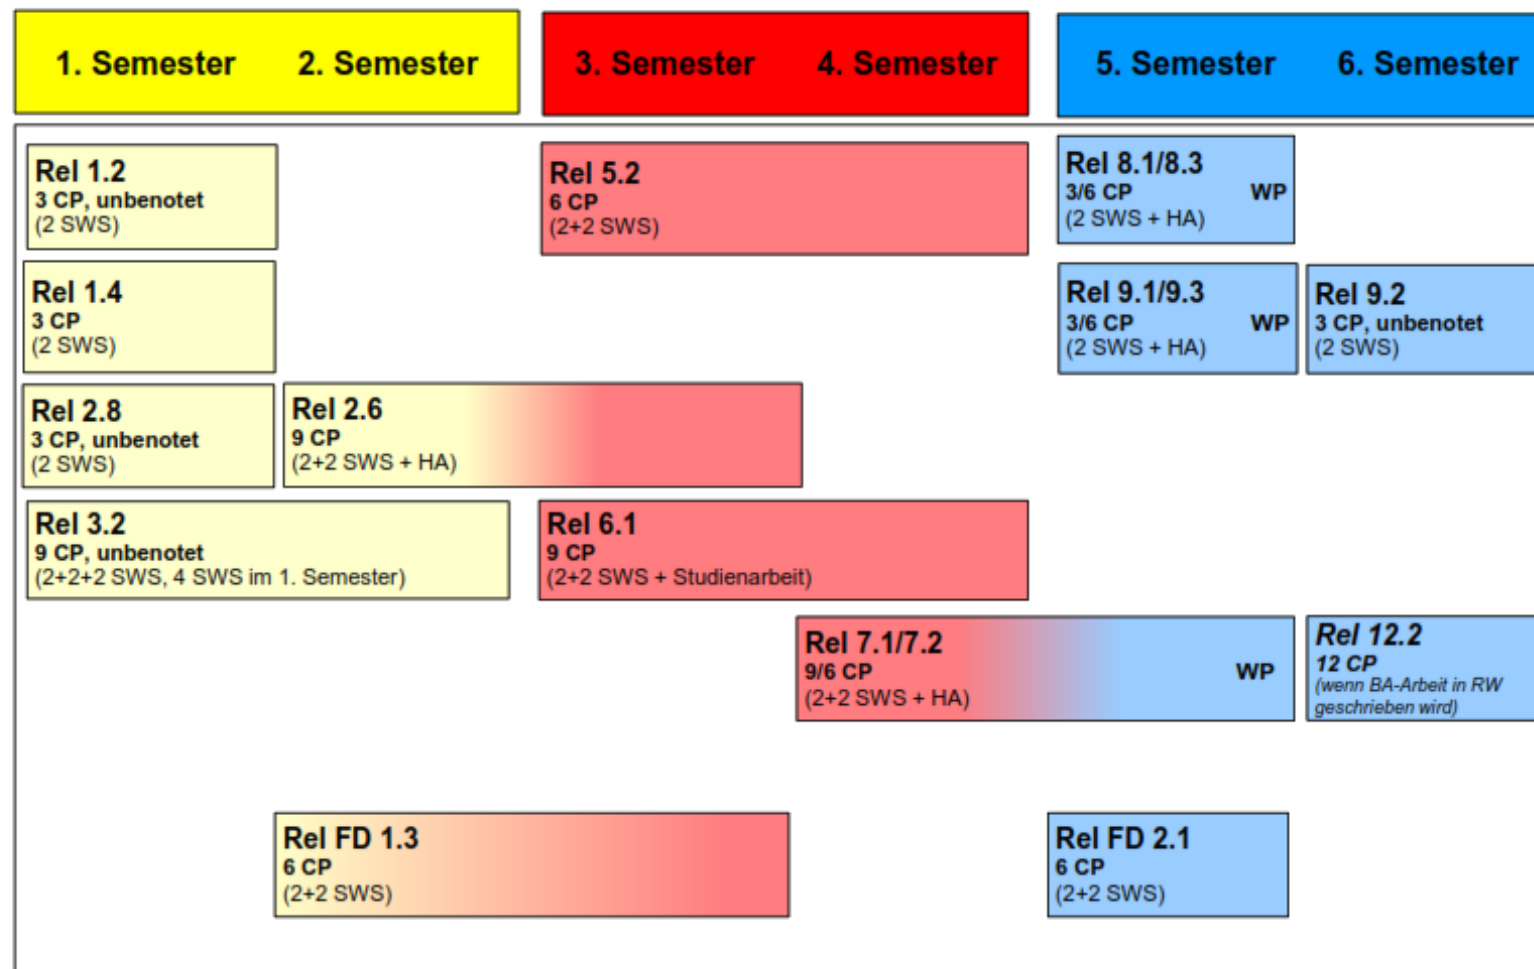 1. Semester 2. Semester 3. Semester 4. Semester 5. Semester 6. Semester
Rel 1.2
3 CP, unbenotet
(2 SWS)
Rel 5.2
6 CP
(2+2 SWS)
Rel 8.1/8.3
3/6 CP WP
(2 SWS + HA)
Rel 1.4
3 CP
(2 SWS)
Rel 9.1/9.3
3/6 CP WP
(2 SWS + HA)
Rel 9.2
3 CP, unbenotet
(2 SWS)
Rel 2.8
3 CP, unbenotet
(2 SWS)
Rel 2.6
9 CP
(2+2 SWS + HA)
Rel 3.2
9 CP, unbenotet
(2+2+2 SWS, 4 SWS im 1. Semester)
Rel 6.1
9 CP
(2+2 SWS + Studienarbeit)
Rel 7.1/7.2
9/6 CP WP
(2+2 SWS + HA)
Rel 12.2
12 CP
(wenn BA-Arbeit in RW
geschrieben wird)
Rel FD 1.3
6 CP
(2+2 SWS)
Rel FD 2.1
6 CP
(2+2 SWS)